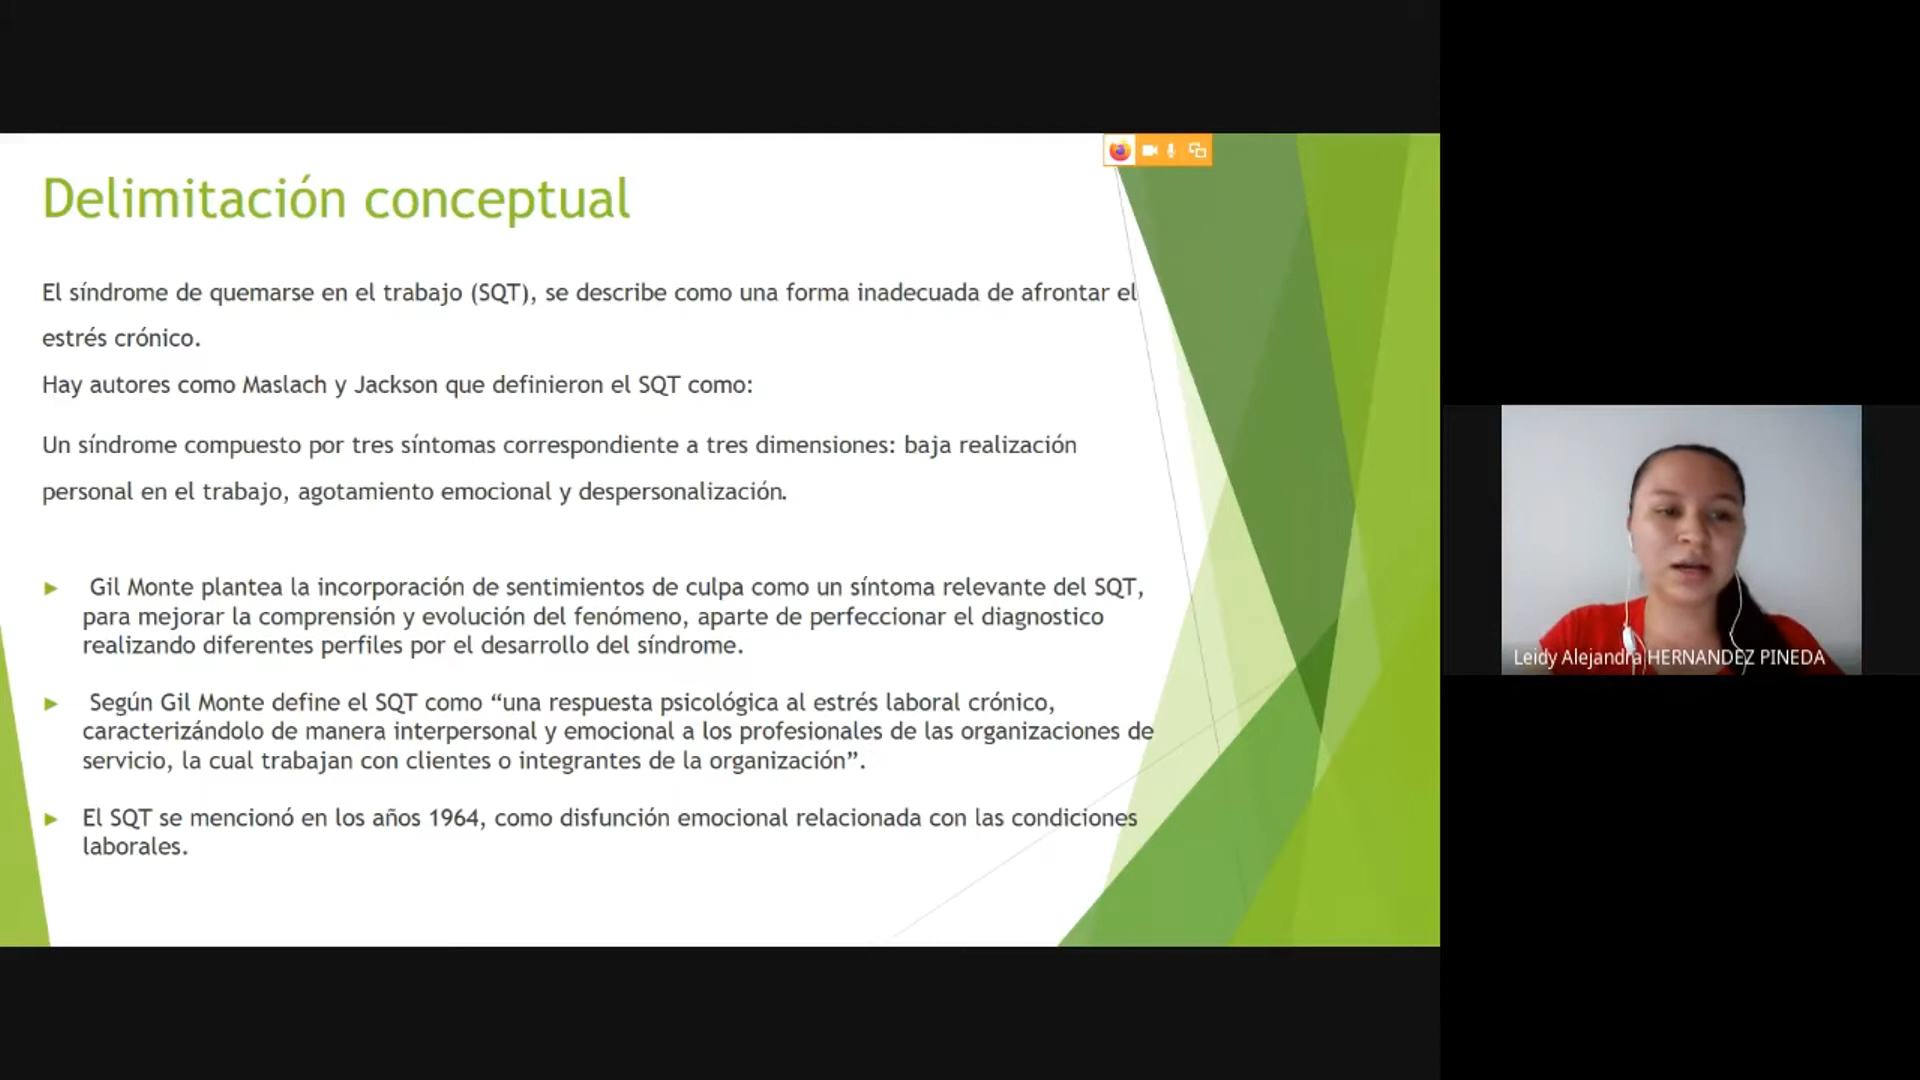 Delimitación conceptual
El síndrome de quemarse en el trabajo (SQT), se describe como una forma inadecuada de afrontar el
estrés crónico.
Hay autores como Maslach y Jackson que definieron el SQT como:
Un síndrome compuesto por tres síntomas correspondiente a tres dimensiones: baja realización
personal en el trabajo, agotamiento emocional y despersonalización.
Gil Monte plantea la incorporación de sentimientos de culpa como un síntoma relevante del SQT,
para mejorar la comprensión y evolución del fenómeno, aparte de perfeccionar el diagnostico
realizando diferentes perfiles por el desarrollo del síndrome.
Según Gil Monte define el SQT como “una respuesta psicológica al estrés laboral crónico,
caracterizándolo de manera interpersonal y emocional a los profesionales de las organizaciones de
servicio, la cual trabajan con clientes o integrantes de la organización”.
El SQT se mencionó en los años 1964, como disfunción emocional relacionada con las condiciones
laborales.
Leidy Alejandra HERNANDEZ PINEDA